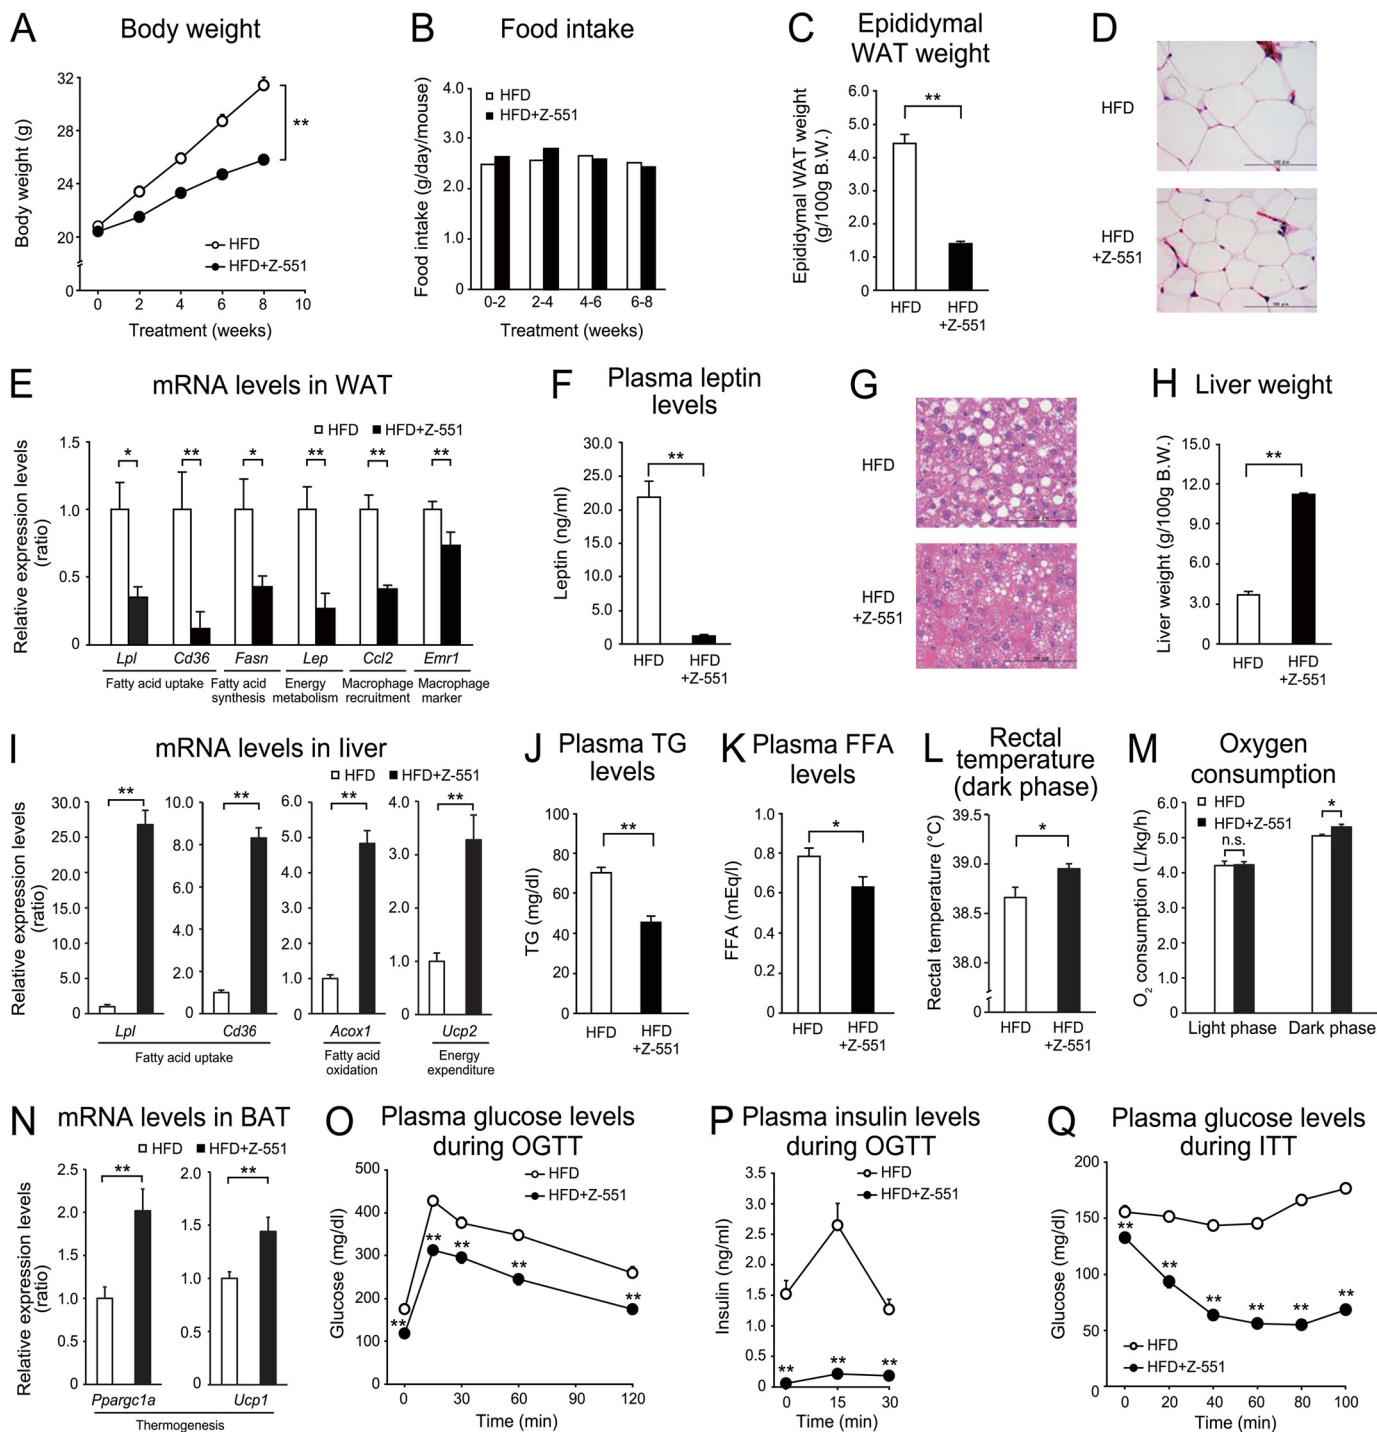 A Body weight
Body weight (g)
32
28
24
20
0
HFD
HFD+Z-551
**
0 2 4 6 8 10
Treatment (weeks)
B Food intake
Food intake (g/day/mouse)
4.0
3.0
2.0
1.0
0
HFD
HFD+Z-551
0-2 2-4 4-6 6-8
Treatment (weeks)
C Epididymal
WAT weight
Epididymal WAT weight
(g/100g B.W.)
6.0
5.0
4.0
3.0
2.0
1.0
0
**
HFD HFD
+Z-551
D
HFD
100 μm
HFD
+Z-551
100 μm
E mRNA levels in WAT
HFD HFD+Z-551
Relative expression levels
(ratio)
1.5
1.0
0.5
0
* ** * ** ** **
Lpl Cd36 Fasn Lep Ccl2 Emr1
Fatty acid uptake Fatty acid Energy Macrophage Macrophage
synthesis metabolism recruitment marker
F Plasma leptin
levels
Leptin (ng/ml)
30.0
25.0
20.0
15.0
10.0
5.0
0
**
HFD HFD
+Z-551
G
HFD
HFD
+Z-551
H Liver weight
Liver weight (g/100g B.W.)
15.0
12.0
9.0
6.0
3.0
0
**
HFD HFD
+Z-551
I mRNA levels in liver
HFD HFD+Z-551
Relative expression levels
(ratio)
30.0
25.0
20.0
15.0
10.0
5.0
0
**
10.0
8.0
6.0
4.0
2.0
0
**
6.0
5.0
4.0
3.0
2.0
1.0
0
**
4.0
3.0
2.0
1.0
0
**
Lpl Cd36 Acox1 Ucp2
Fatty acid uptake Fatty acid Energy
oxidation expenditure
J Plasma TG
levels
TG (mg/dl)
100
80
60
40
20
0
**
HFD HFD
+Z-551
K Plasma FFA
levels
FFA (mEq/l)
1.0
0.8
0.6
0.4
0.2
0
*
HFD HFD
+Z-551
L Rectal
temperature
(dark phase)
Rectal temperature (°C)
39.5
39.0
38.5
38.0
0
*
HFD HFD
+Z-551
M Oxygen
consumption
O2 consumption (L/kg/h)
6.0
5.0
4.0
3.0
2.0
1.0
0
HFD
HFD+Z-551
n.s.
*
Light phase Dark phase
N mRNA levels in BAT
HFD HFD+Z-551
Relative expression levels
(ratio)
2.5
2.0
1.5
1.0
0.5
0
**
2.0
1.5
1.0
0.5
0
**
Ppargc1a Ucp1
Thermogenesis
O Plasma glucose levels
during OGTT
Glucose (mg/dl)
500
400
300
200
100
0
HFD
HFD+Z-551
** ** ** ** **
0 30 60 90 120
Time (min)
P Plasma insulin levels
during OGTT
Insulin (ng/ml)
3.5
3.0
2.5
2.0
1.5
1.0
0.5
0
HFD
HFD+Z-551
** ** **
0 15 30
Time (min)
Q Plasma glucose levels
during ITT
Glucose (mg/dl)
200
150
100
50
0
** ** ** ** ** **
HFD
HFD+Z-551
0 20 40 60 80 100
Time (min)